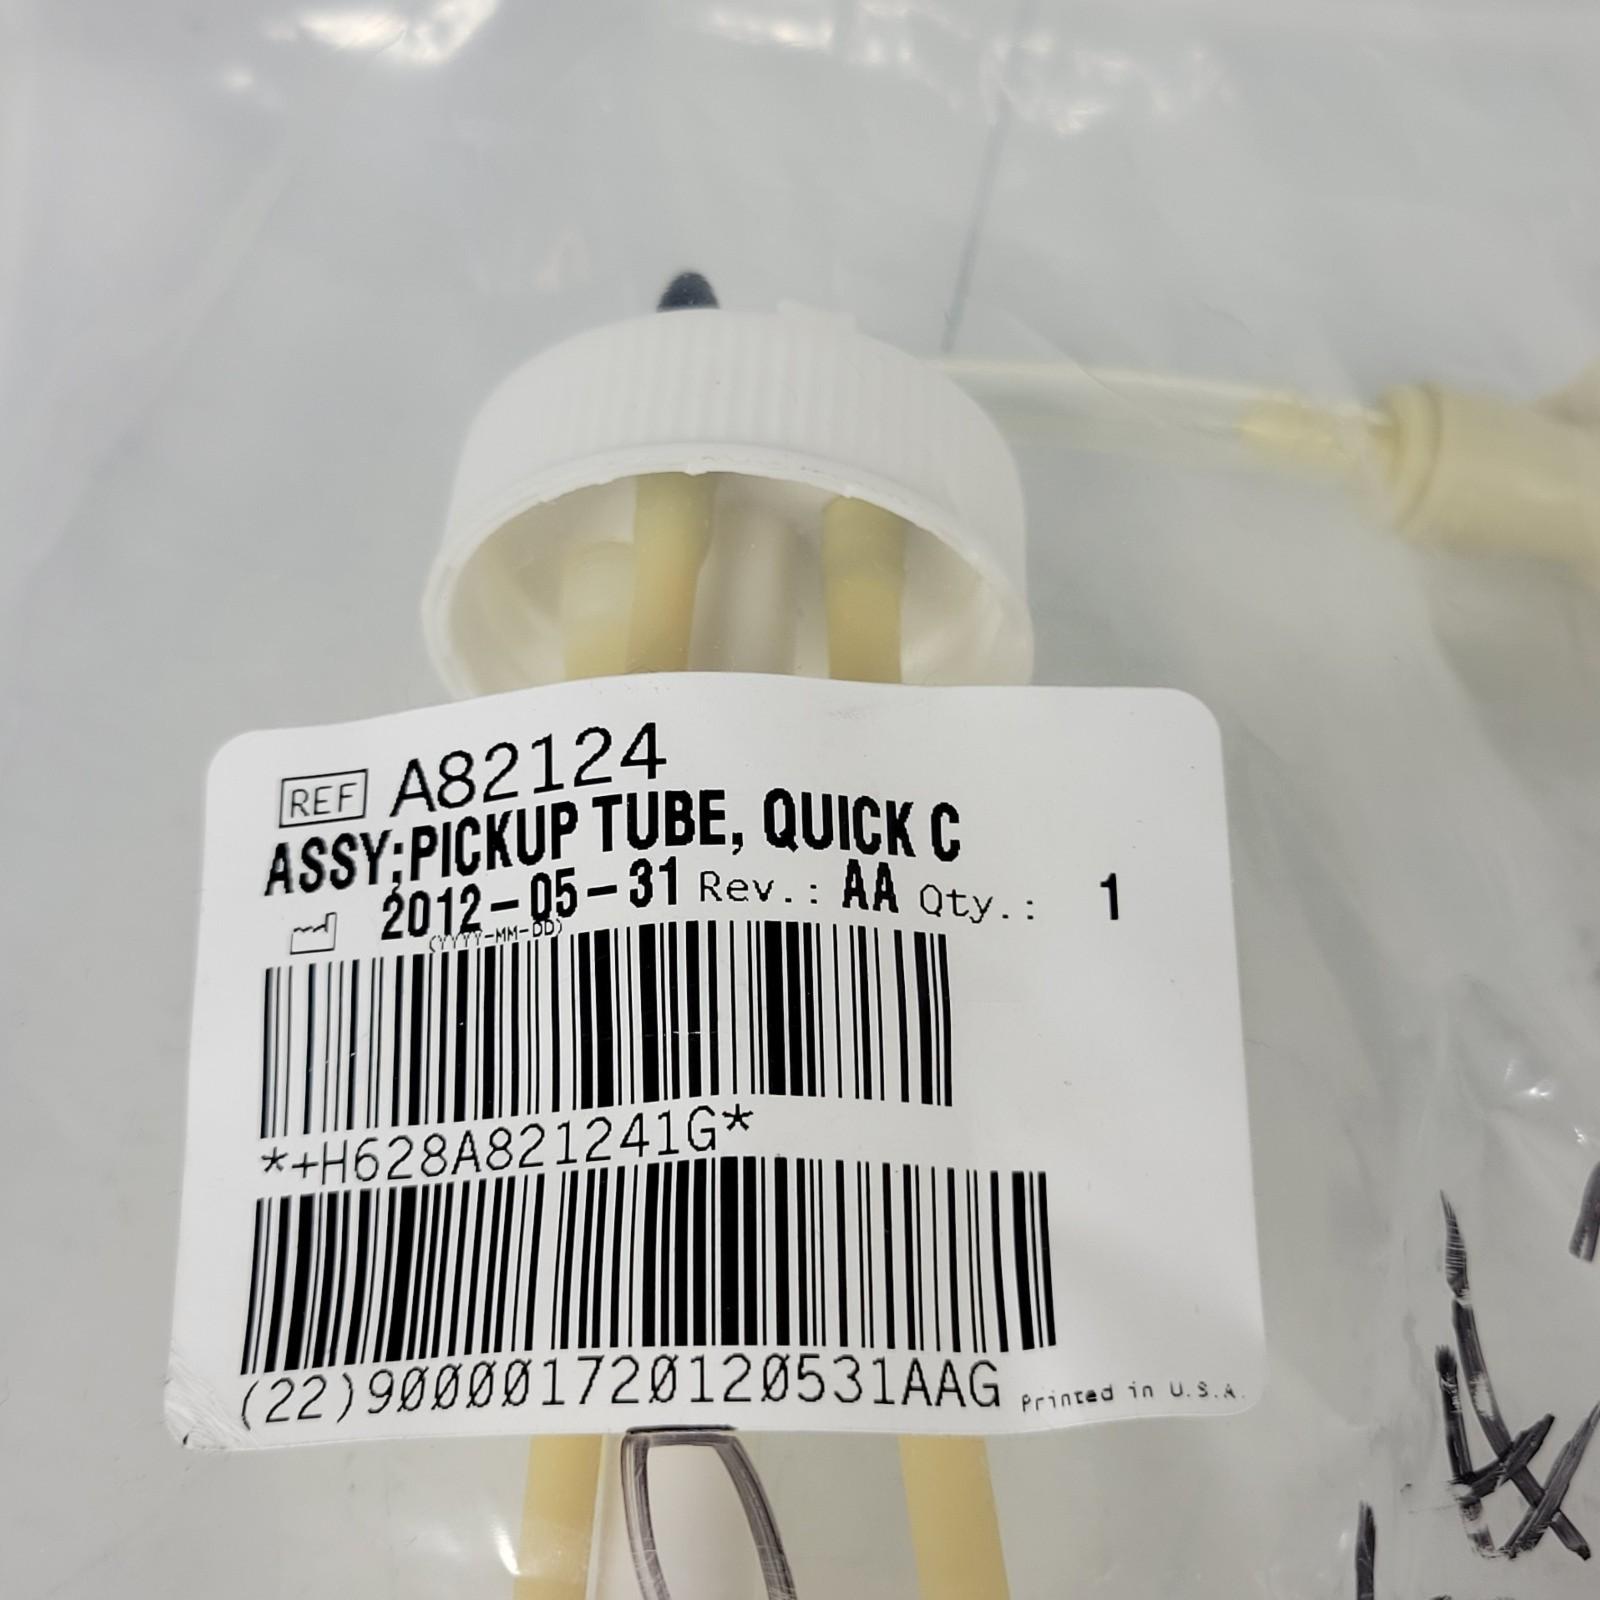 REF A82124
ASSY;PICKUP TUBE, QUICK C
2012-05-31 Rev.: AA Qty.: 1
(YYYY-MM-DD)
*+H628A821241G*
(22)900001720120531AAG Printed in U.S.A.